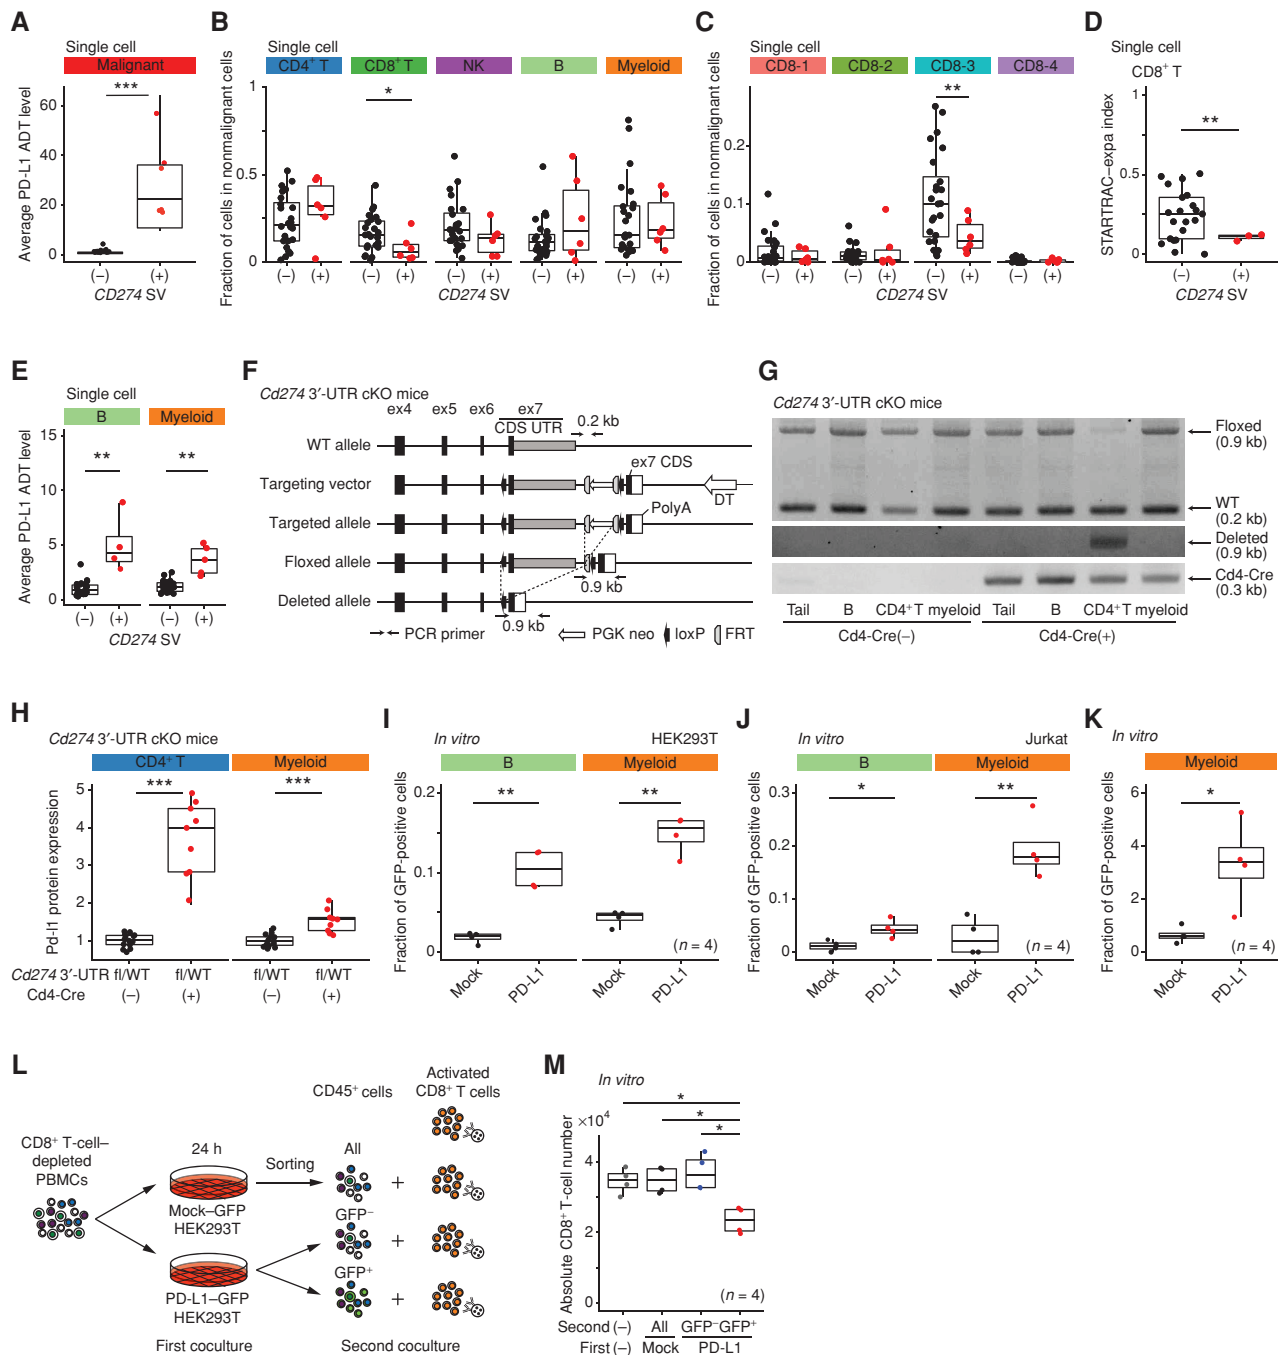 A
Single cell
Malignant
***
Average PD-L1 ADT level
60
40
20
0
(−) (+)
CD274 SV
B
Single cell
CD4+ T CD8+ T NK B Myeloid
*
Fraction of cells in nonmalignant cells
1
0.5
0
(−) (+) (−) (+) (−) (+) (−) (+) (−) (+)
CD274 SV
C
Single cell
CD8-1 CD8-2 CD8-3 CD8-4
**
Fraction of cells in nonmalignant cells
0.2
0.1
0
(−) (+) (−) (+) (−) (+) (−) (+)
CD274 SV
D
Single cell
CD8+ T
**
STARTRAC–expa index
1
0.5
0
(−) (+)
CD274 SV
E
Single cell
B Myeloid
** **
Average PD-L1 ADT level
15
10
5
0
(−) (+) (−) (+)
CD274 SV
F
Cd274 3′-UTR cKO mice
ex4 ex5 ex6 ex7
CDS UTR 0.2 kb
WT allele
ex7 CDS
Targeting vector
DT
PolyA
Targeted allele
Floxed allele
0.9 kb
Deleted allele
0.9 kb
PCR primer PGK neo loxP FRT
G
Cd274 3′-UTR cKO mice
Floxed
(0.9 kb)
WT
(0.2 kb)
Deleted
(0.9 kb)
Cd4-Cre
(0.3 kb)
Tail B CD4+T myeloid Tail B CD4+T myeloid
Cd4-Cre(−) Cd4-Cre(+)
H
Cd274 3′-UTR cKO mice
CD4+ T Myeloid
*** ***
Pd-l1 protein expression
5
4
3
2
1
Cd274 3′-UTR fl/WT fl/WT fl/WT fl/WT
Cd4-Cre (−) (+) (−) (+)
I
In vitro HEK293T
B Myeloid
** **
Fraction of GFP-positive cells
0.2
0.1
0
(n = 4)
Mock PD-L1 Mock PD-L1
J
In vitro Jurkat
B Myeloid
* **
Fraction of GFP-positive cells
0.3
0.2
0.1
0
(n = 4)
Mock PD-L1 Mock PD-L1
K
In vitro
Myeloid
*
Fraction of GFP-positive cells
6
4
2
0
(n = 4)
Mock PD-L1
L
CD45+ cells
Activated
CD8+ T cells
CD8+ T-cell–
depleted
PBMCs
24 h
Sorting
All
+
Mock–GFP
HEK293T
GFP−
+
GFP+
+
PD-L1–GFP
HEK293T
First coculture Second coculture
M
In vitro
*
*
*
×104
Absolute CD8+ T-cell number
4
2
0
(n = 4)
Second (−) All GFP− GFP+
First (−) Mock PD-L1